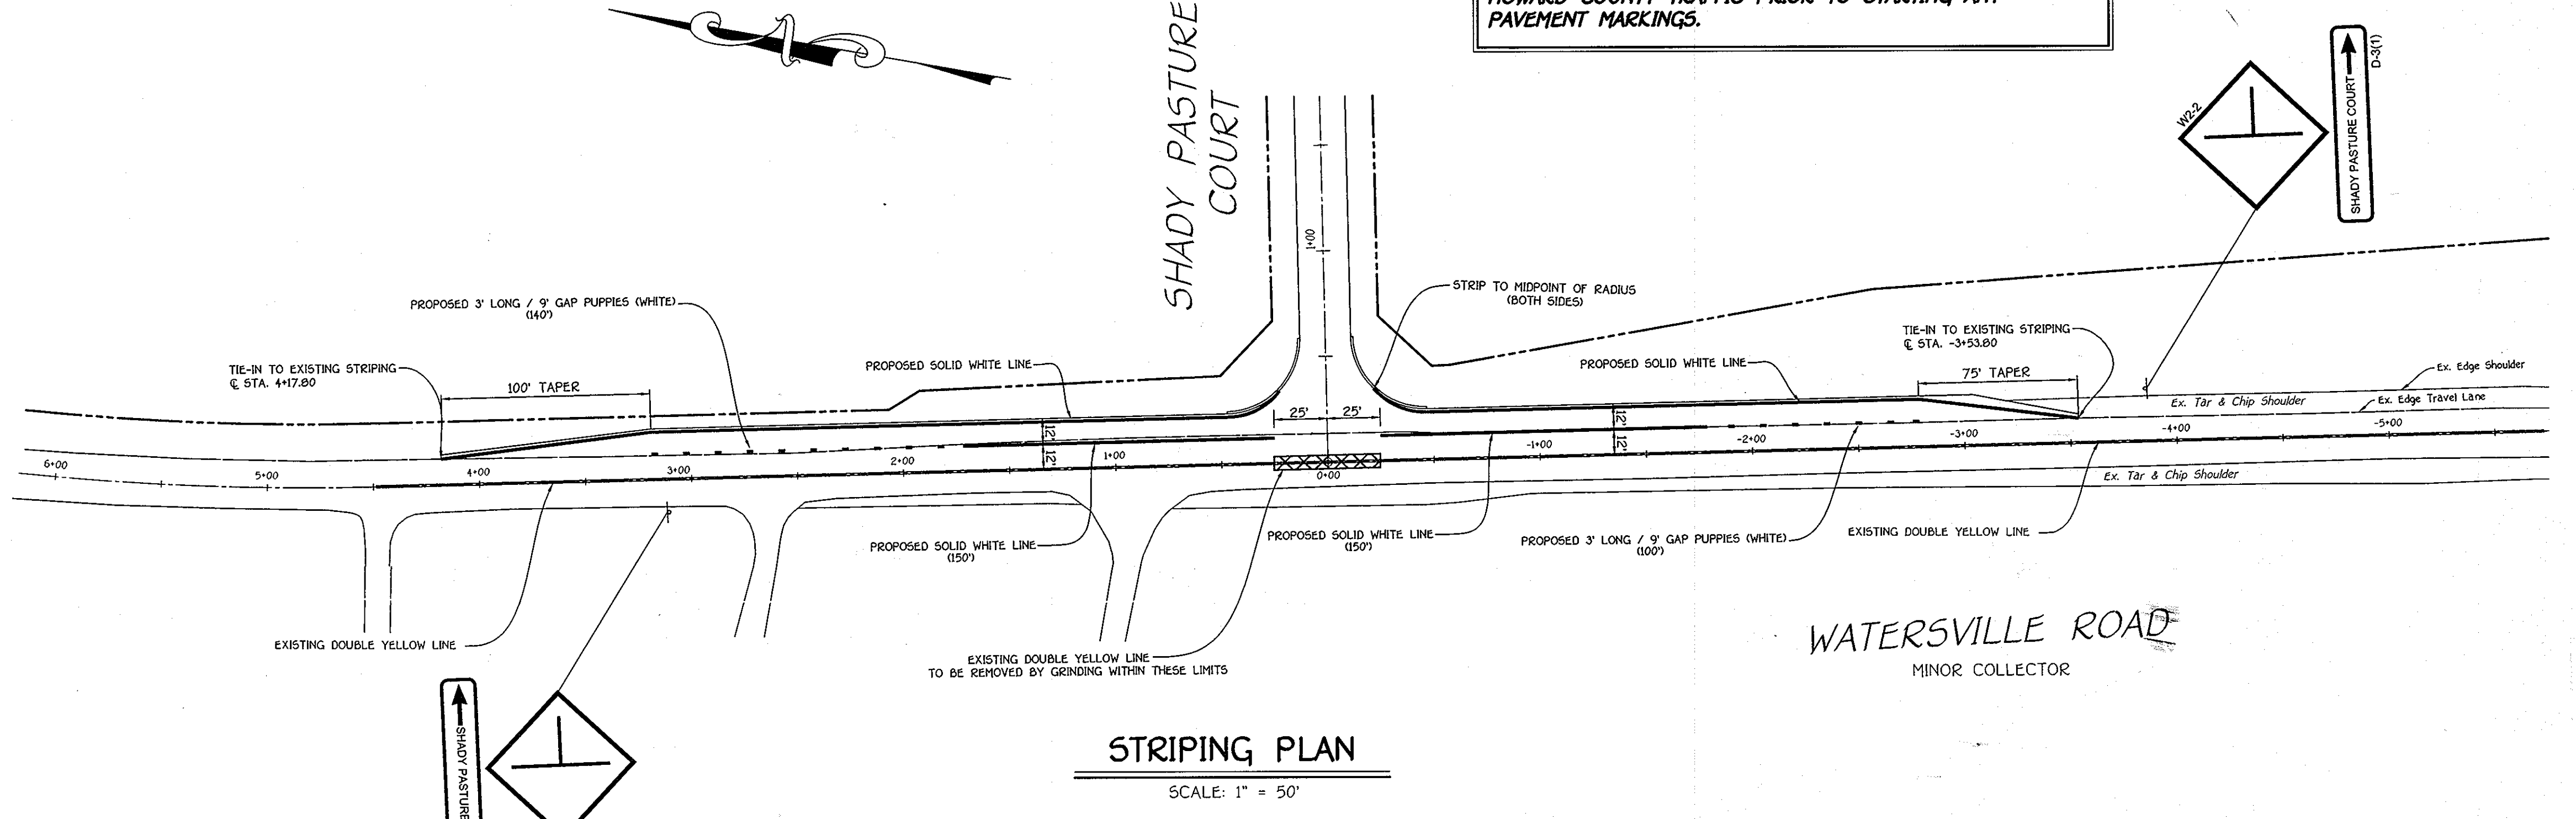 PAVEMENT MARKINGS.
SHADY PASTURE
COURT
W2-2
SHADY PASTURE COURT
D-3(1)
1+00
PROPOSED 3' LONG / 9' GAP PUPPIES (WHITE)
(140')
STRIP TO MIDPOINT OF RADIUS
(BOTH SIDES)
TIE-IN TO EXISTING STRIPING
℄ STA. 4+17.80
100' TAPER
PROPOSED SOLID WHITE LINE
PROPOSED SOLID WHITE LINE
TIE-IN TO EXISTING STRIPING
℄ STA. -3+53.80
75' TAPER
Ex. Edge Shoulder
Ex. Tar & Chip Shoulder
Ex. Edge Travel Lane
25'
25'
12'
12'
12'
12'
6+00
5+00
4+00
3+00
2+00
1+00
0+00
-1+00
-2+00
-3+00
-4+00
-5+00
Ex. Tar & Chip Shoulder
PROPOSED SOLID WHITE LINE
(150')
PROPOSED SOLID WHITE LINE
(150')
PROPOSED 3' LONG / 9' GAP PUPPIES (WHITE)
(100')
EXISTING DOUBLE YELLOW LINE
EXISTING DOUBLE YELLOW LINE
EXISTING DOUBLE YELLOW LINE
TO BE REMOVED BY GRINDING WITHIN THESE LIMITS
WATERSVILLE ROAD
MINOR COLLECTOR
SHADY PASTURE
STRIPING PLAN
SCALE: 1" = 50'